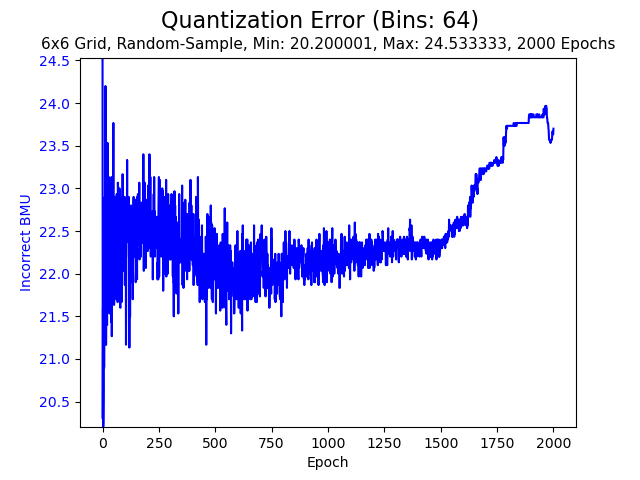 Quantization Error (Bins: 64)
6x6 Grid, Random-Sample, Min: 20.200001, Max: 24.533333, 2000 Epochs
24.5
24.0
23.5
23.0
22.5
22.0
21.5
21.0
20.5
Incorrect BMU
0 250 500 750 1000 1250 1500 1750 2000
Epoch